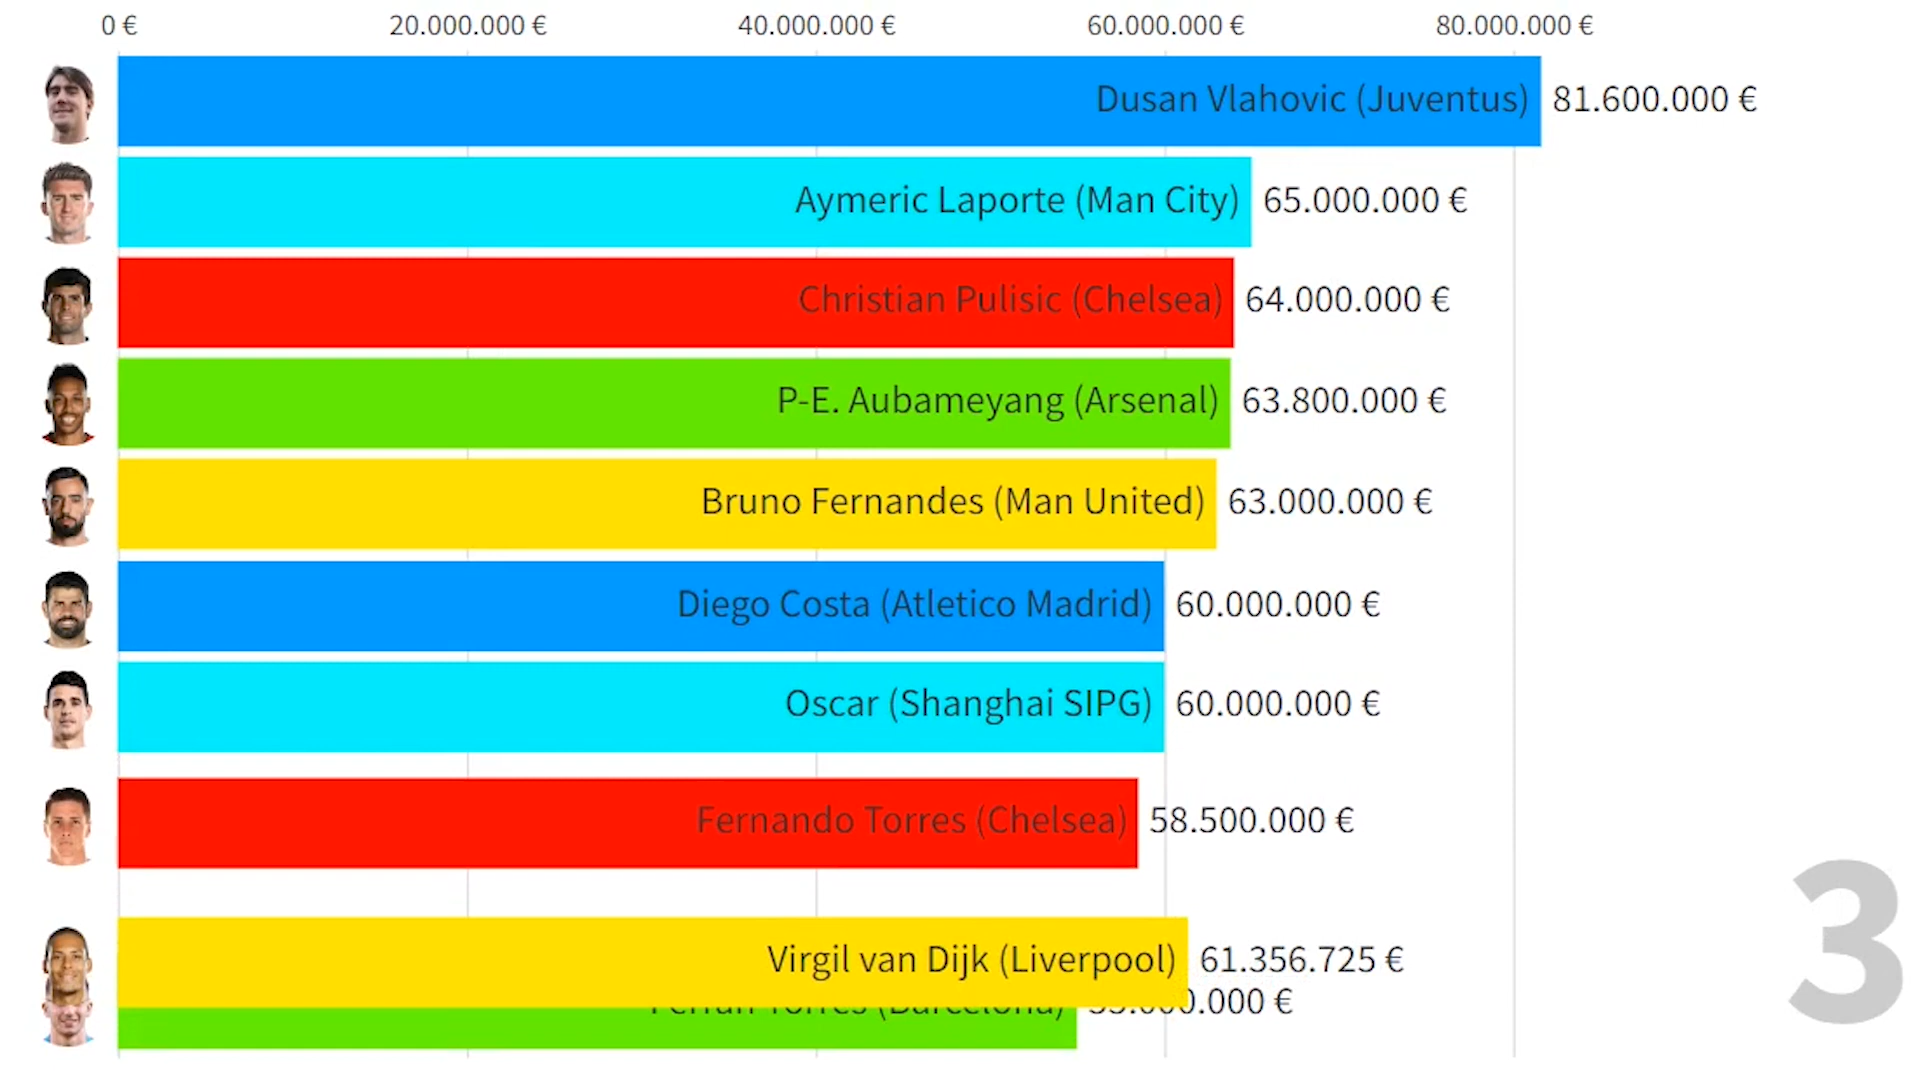 0 € 20.000.000 € 40.000.000 € 60.000.000 € 80.000.000 €
Dusan Vlahovic (Juventus) 81.600.000 €
Aymeric Laporte (Man City) 65.000.000 €
Christian Pulisic (Chelsea) 64.000.000 €
P-E. Aubameyang (Arsenal) 63.800.000 €
Bruno Fernandes (Man United) 63.000.000 €
Diego Costa (Atletico Madrid) 60.000.000 €
Oscar (Shanghai SIPG) 60.000.000 €
Fernando Torres (Chelsea) 58.500.000 €
Virgil van Dijk (Liverpool) 61.356.725 €
Ferran Torres (Barcelona) €
3